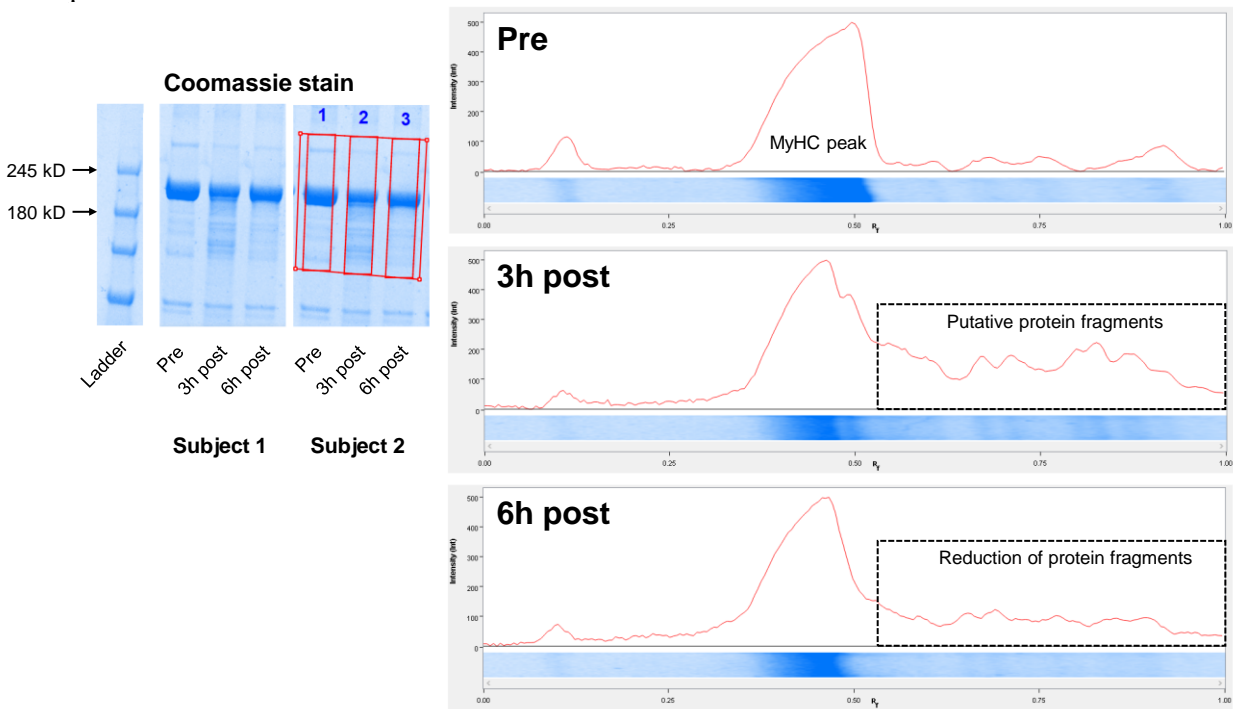 Coomassie stain
245 kD
180 kD
1
2
3
Ladder
Pre
3h post
6h post
Pre
3h post
6h post
Subject 1
Subject 2
Pre
MyHC peak
Intensity (Int)
500
400
300
200
100
0
0.00
0.25
0.50
Rf
0.75
1.00
3h post
Putative protein fragments
Intensity (Int)
500
400
300
200
100
0
0.00
0.25
0.50
Rf
0.75
1.00
6h post
Reduction of protein fragments
Intensity (Int)
500
400
300
200
100
0
0.00
0.25
0.50
Rf
0.75
1.00